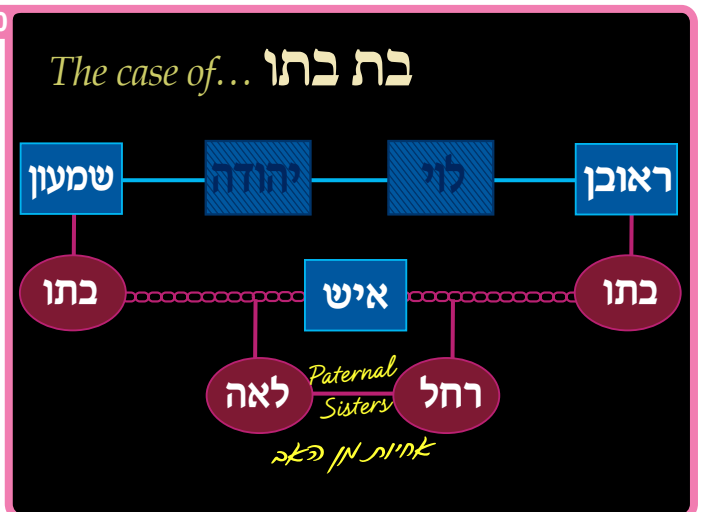 The case of... בת בתו
ראובן
לוי
יהודה
שמעון
בתו
איש
בתו
רחל
Paternal
Sisters
לאה
אחיות מן האב